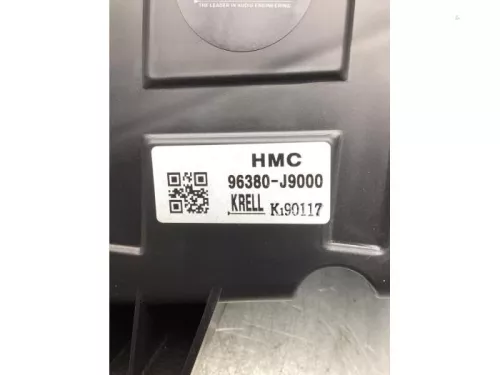 THE LEADER IN AUDIO ENGINEERING
HMC
96380-J9000
KRELL K190117